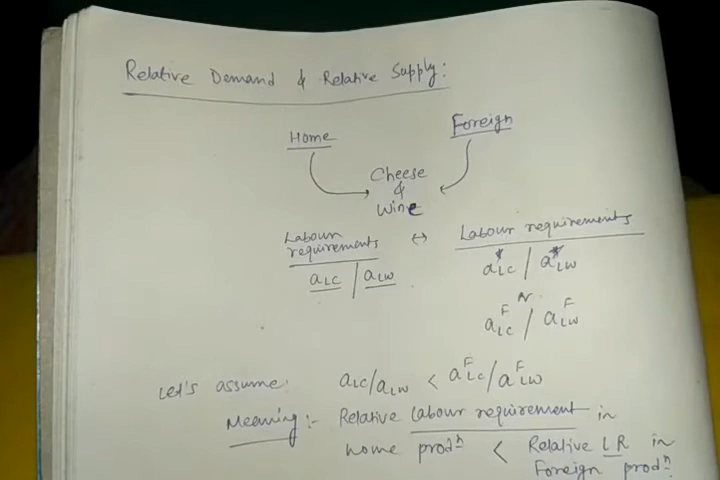 Relative Demand & Relative Supply:
Home Foreign
Cheese
&
Wine
Labour requirements ↔ Labour requirements
aLC / aLW a*LC / a*LW
or
aFLC / aFLW
Let's assume: aLC/aLW < aFLC/aFLW
Meaning:- Relative labour requirement in
home prodn < Relative LR in
Foreign prodn.